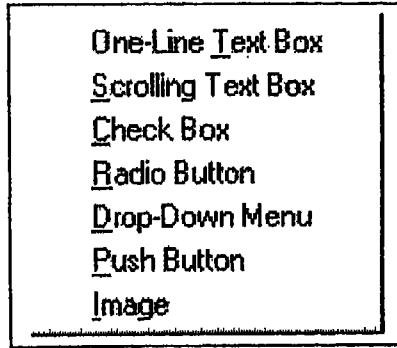 One-Line Text Box
Scrolling Text Box
Check Box
Radio Button
Drop-Down Menu
Push Button
Image